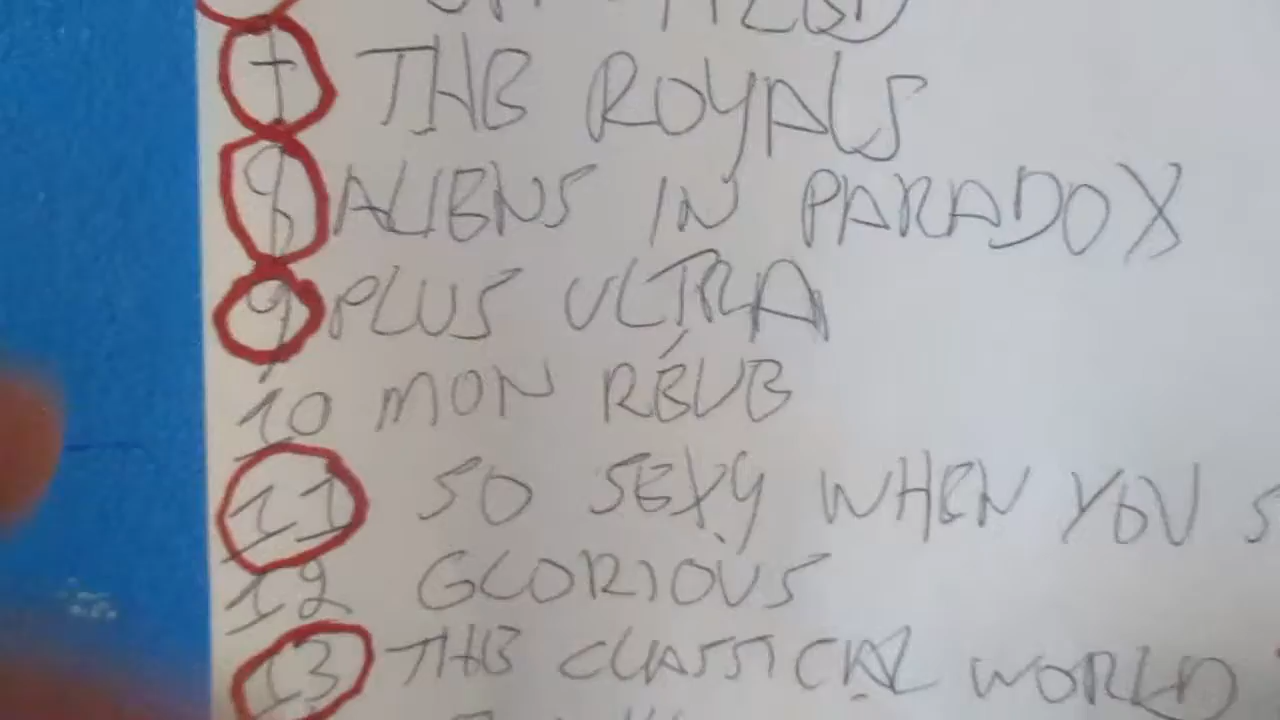 7 THE ROYALS
8 ALIENS IN PARADOX
9 PLUS ULTRA
10 MON RÉVE
11 SO SEXY WHEN YOU S
12 GLORIOUS
13 THE CLASSICAL WORLD